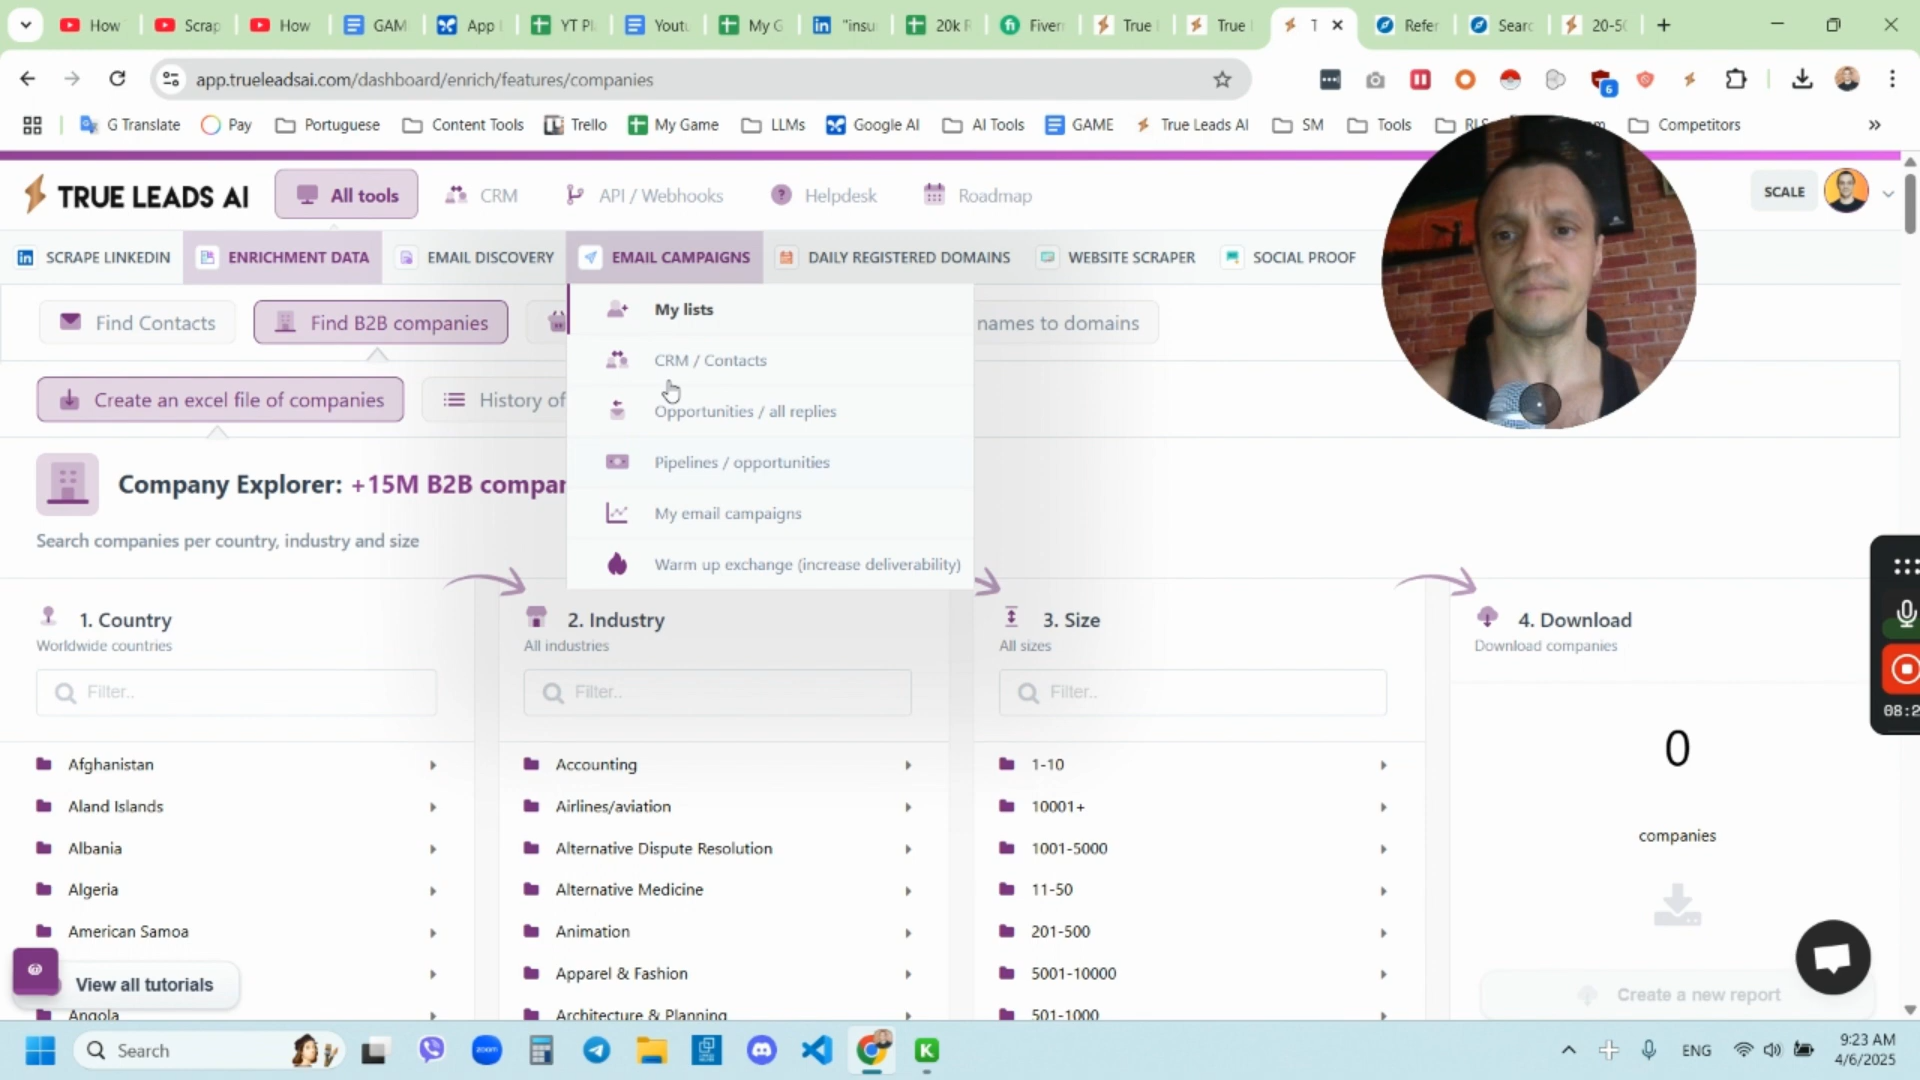 How
Scrap
How
GAM
App
YT Pl
Yout
My G
"insu
20k R
Fiverr
True
True
T
Refer
Searc
20-50
app.trueleadsai.com/dashboard/enrich/features/companies
6
G Translate
Pay
Portuguese
Content Tools
Trello
My Game
LLMs
Google AI
AI Tools
GAME
True Leads AI
SM
Tools
Competitors
TRUE LEADS AI
All tools
CRM
API / Webhooks
Helpdesk
Roadmap
SCALE
SCRAPE LINKEDIN
ENRICHMENT DATA
EMAIL DISCOVERY
EMAIL CAMPAIGNS
DAILY REGISTERED DOMAINS
WEBSITE SCRAPER
SOCIAL PROOF
Find Contacts
Find B2B companies
names to domains
My lists
CRM / Contacts
Opportunities / all replies
Pipelines / opportunities
My email campaigns
Warm up exchange (increase deliverability)
Create an excel file of companies
History of
Company Explorer: +15M B2B compan
Search companies per country, industry and size
1. Country
Worldwide countries
Filter..
Afghanistan
Aland Islands
Albania
Algeria
American Samoa
Angola
2. Industry
All industries
Filter..
Accounting
Airlines/aviation
Alternative Dispute Resolution
Alternative Medicine
Animation
Apparel & Fashion
Architecture & Planning
3. Size
All sizes
Filter..
1-10
10001+
1001-5000
11-50
201-500
5001-10000
501-1000
4. Download
Download companies
0
companies
Create a new report
08:2
View all tutorials
Search
zoom
K
ENG
9:23 AM
4/6/2025